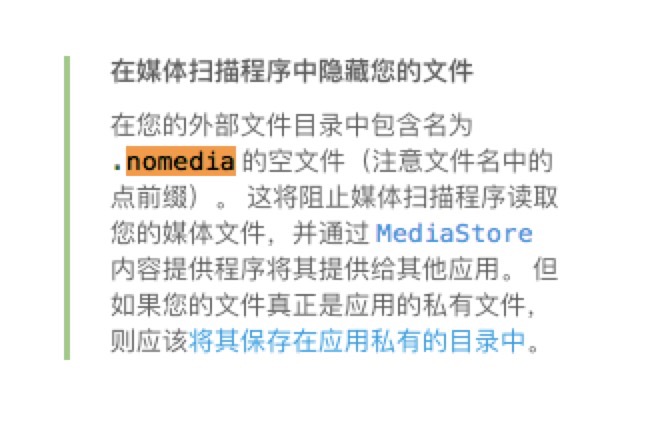 在媒体扫描程序中隐藏您的文件
在您的外部文件目录中包含名为
.nomedia 的空文件（注意文件名中的
点前缀）。 这将阻止媒体扫描程序读取
您的媒体文件，并通过 MediaStore
内容提供程序将其提供给其他应用。 但
如果您的文件真正是应用的私有文件，
则应该将其保存在应用私有的目录中。